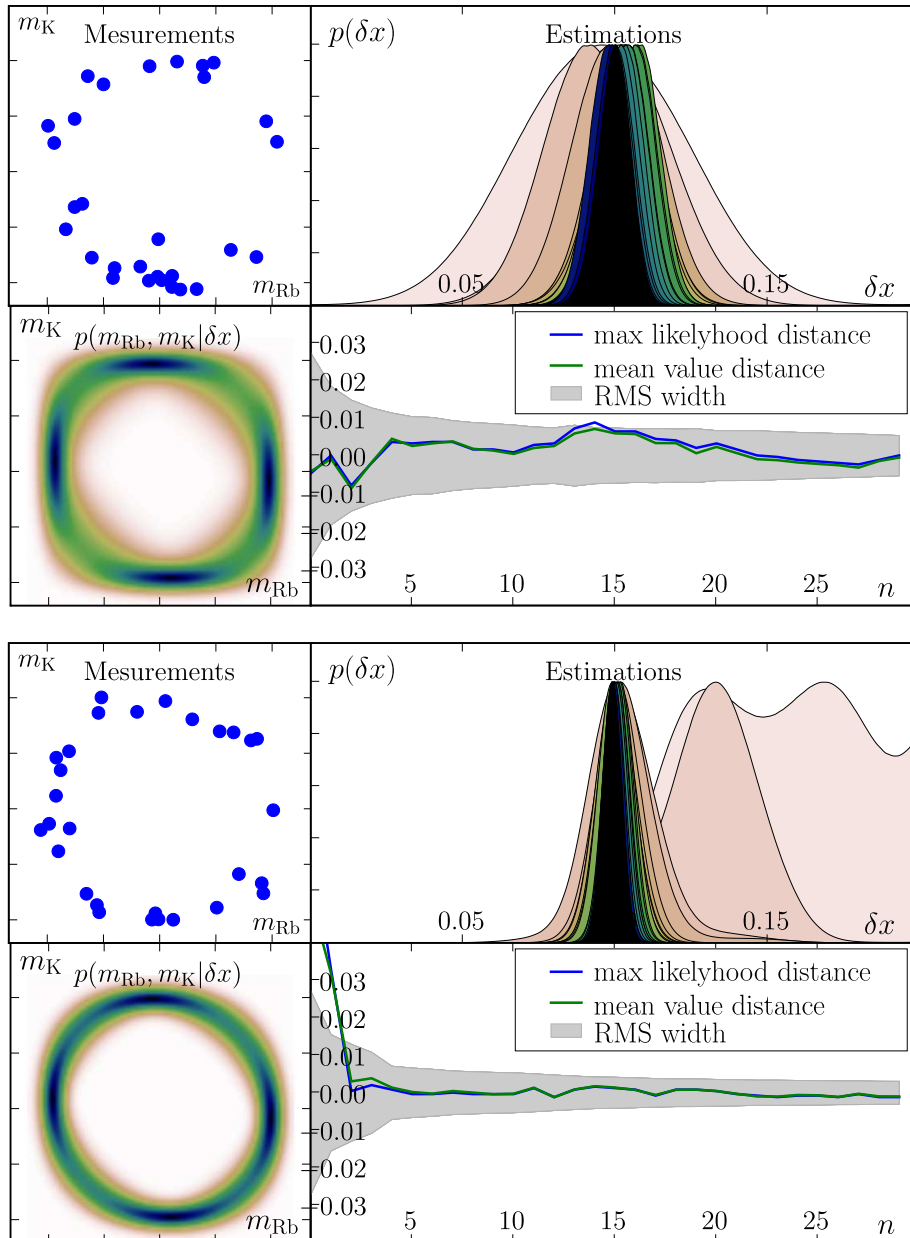 m_K
Mesurements
m_Rb
p(δx)
Estimations
0.05
0.15
δx
m_K
p(m_Rb, m_K|δx)
m_Rb
0.03
0.02
0.01
0.00
−0.01
−0.02
−0.03
max likelyhood distance
mean value distance
RMS width
5
10
15
20
25
n
m_K
Mesurements
m_Rb
p(δx)
Estimations
0.05
0.15
δx
m_K
p(m_Rb, m_K|δx)
m_Rb
0.03
0.02
0.01
0.00
−0.01
−0.02
−0.03
max likelyhood distance
mean value distance
RMS width
5
10
15
20
25
n